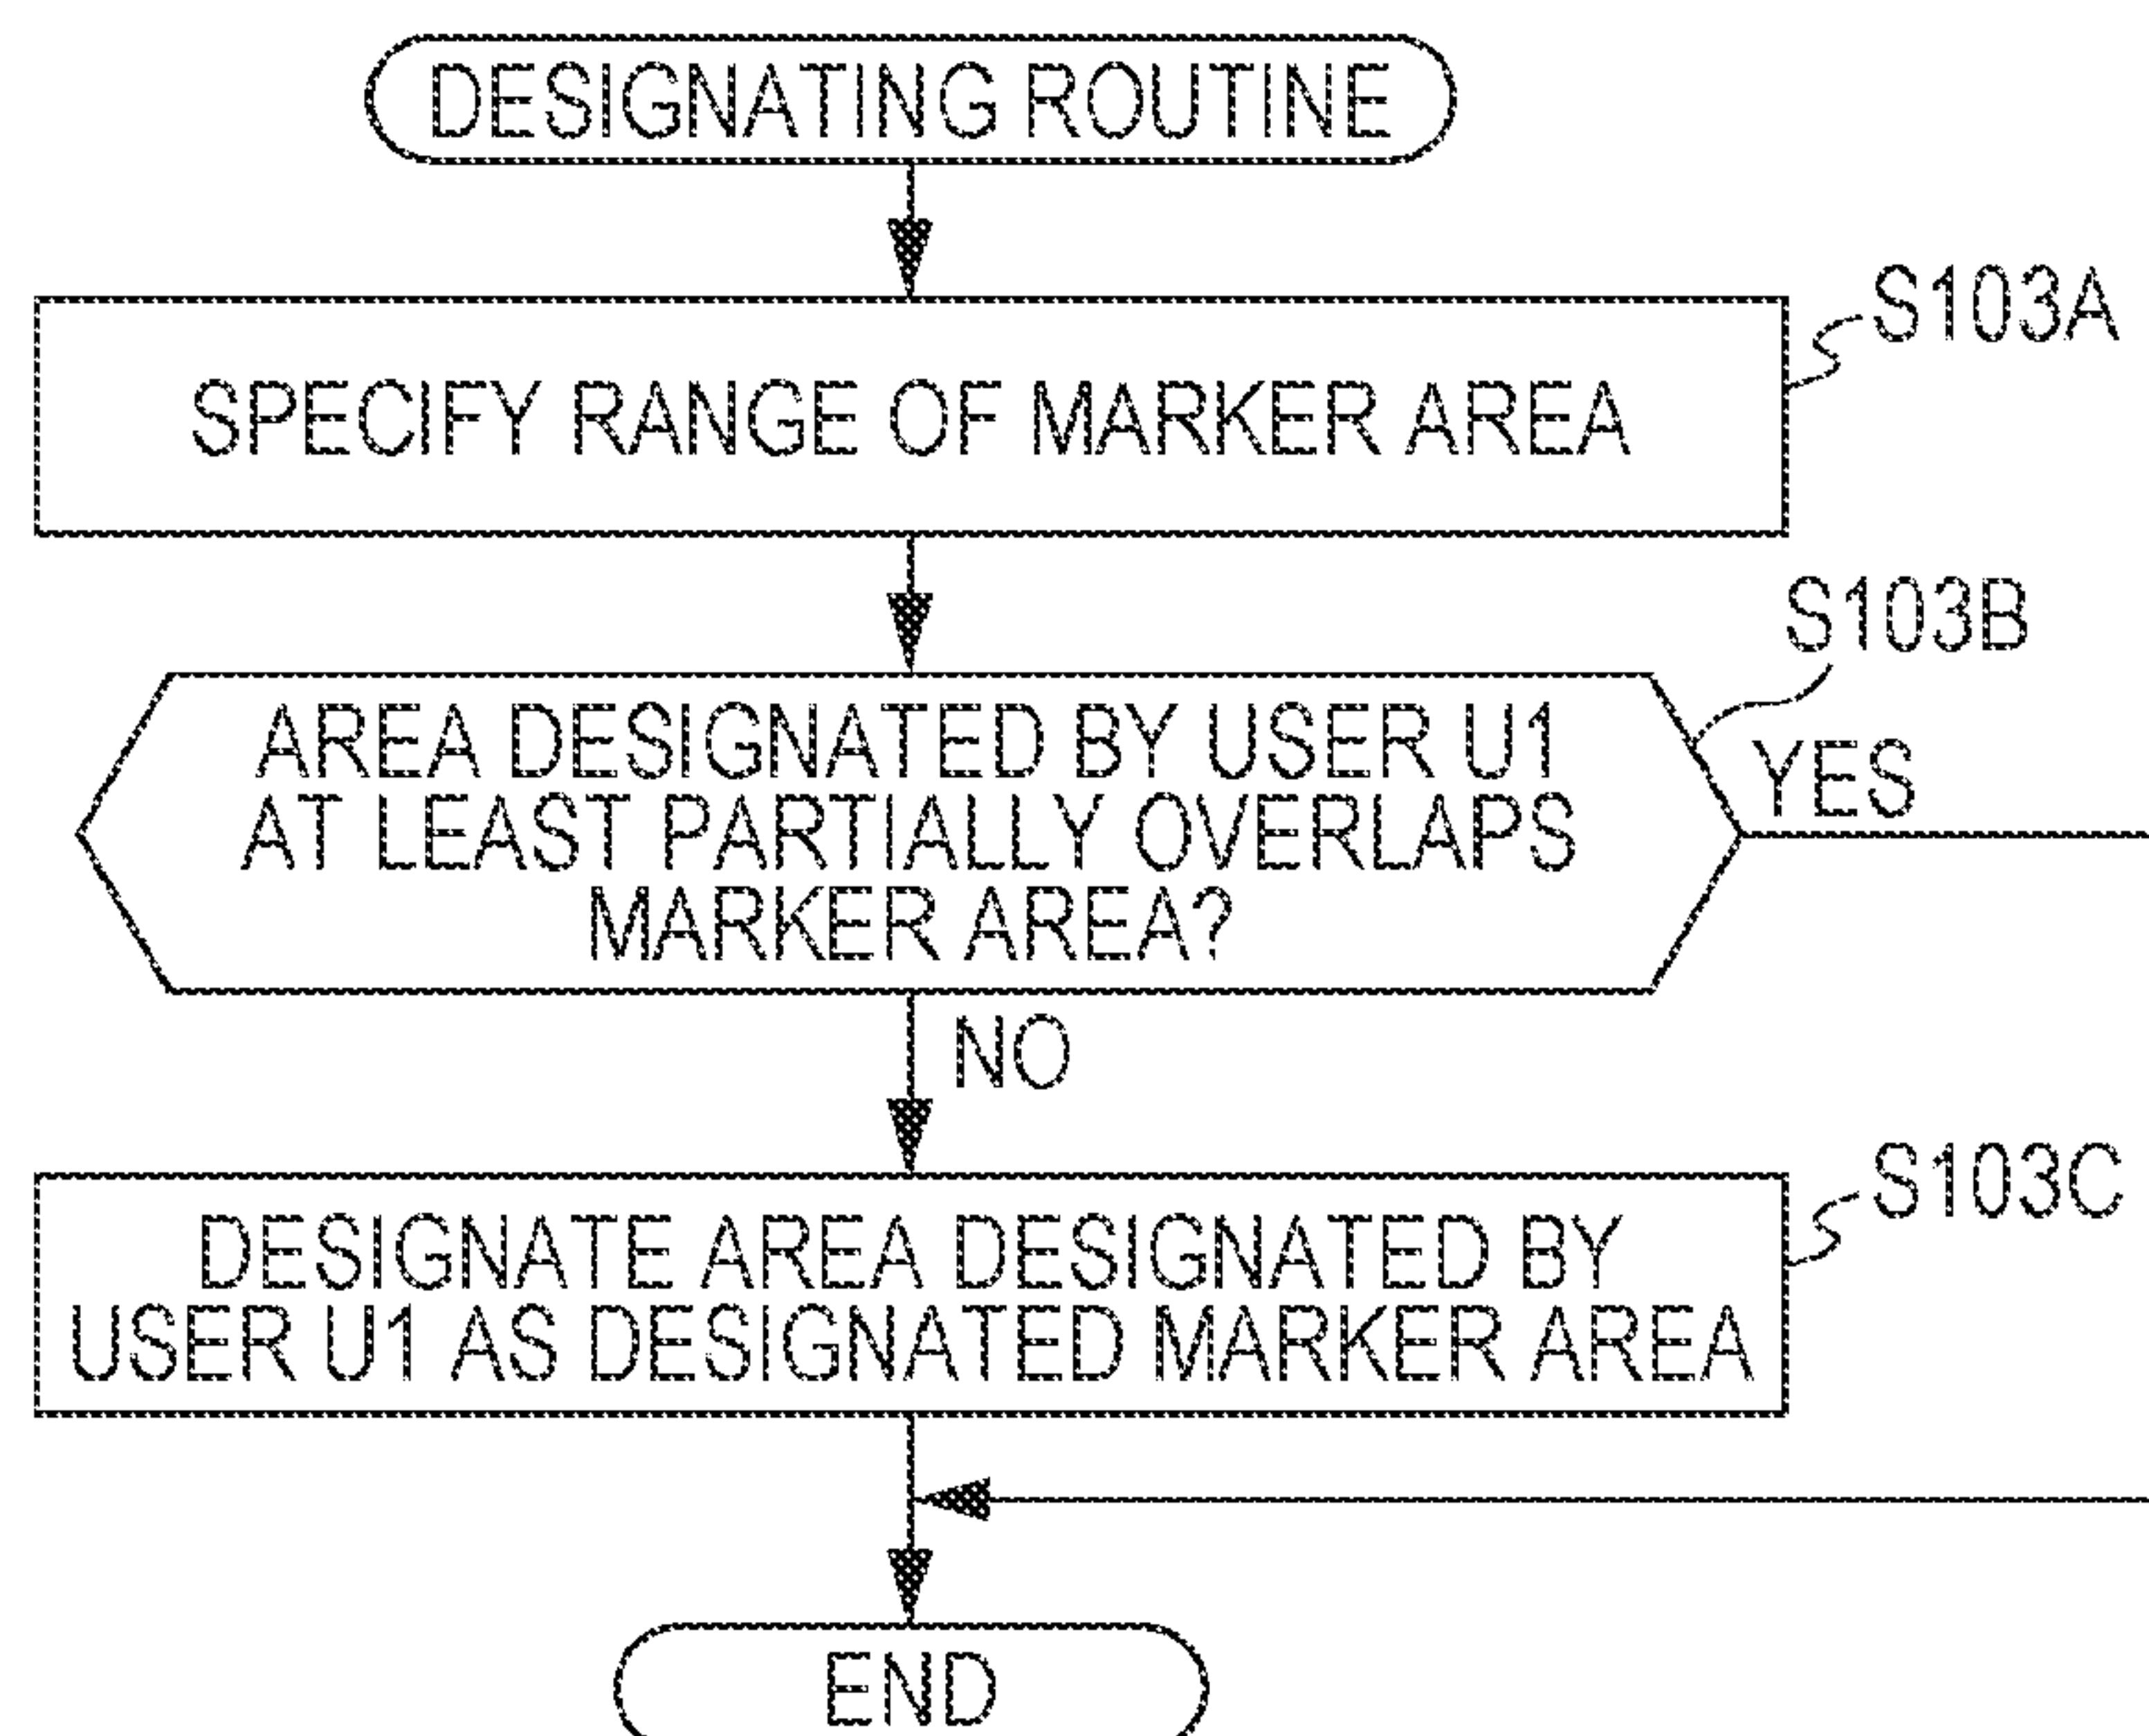 DESIGNATING ROUTINE
S103A
SPECIFY RANGE OF MARKER AREA
S103B
AREA DESIGNATED BY USER U1
AT LEAST PARTIALLY OVERLAPS
MARKER AREA?
YES
NO
S103C
DESIGNATE AREA DESIGNATED BY
USER U1 AS DESIGNATED MARKER AREA
END